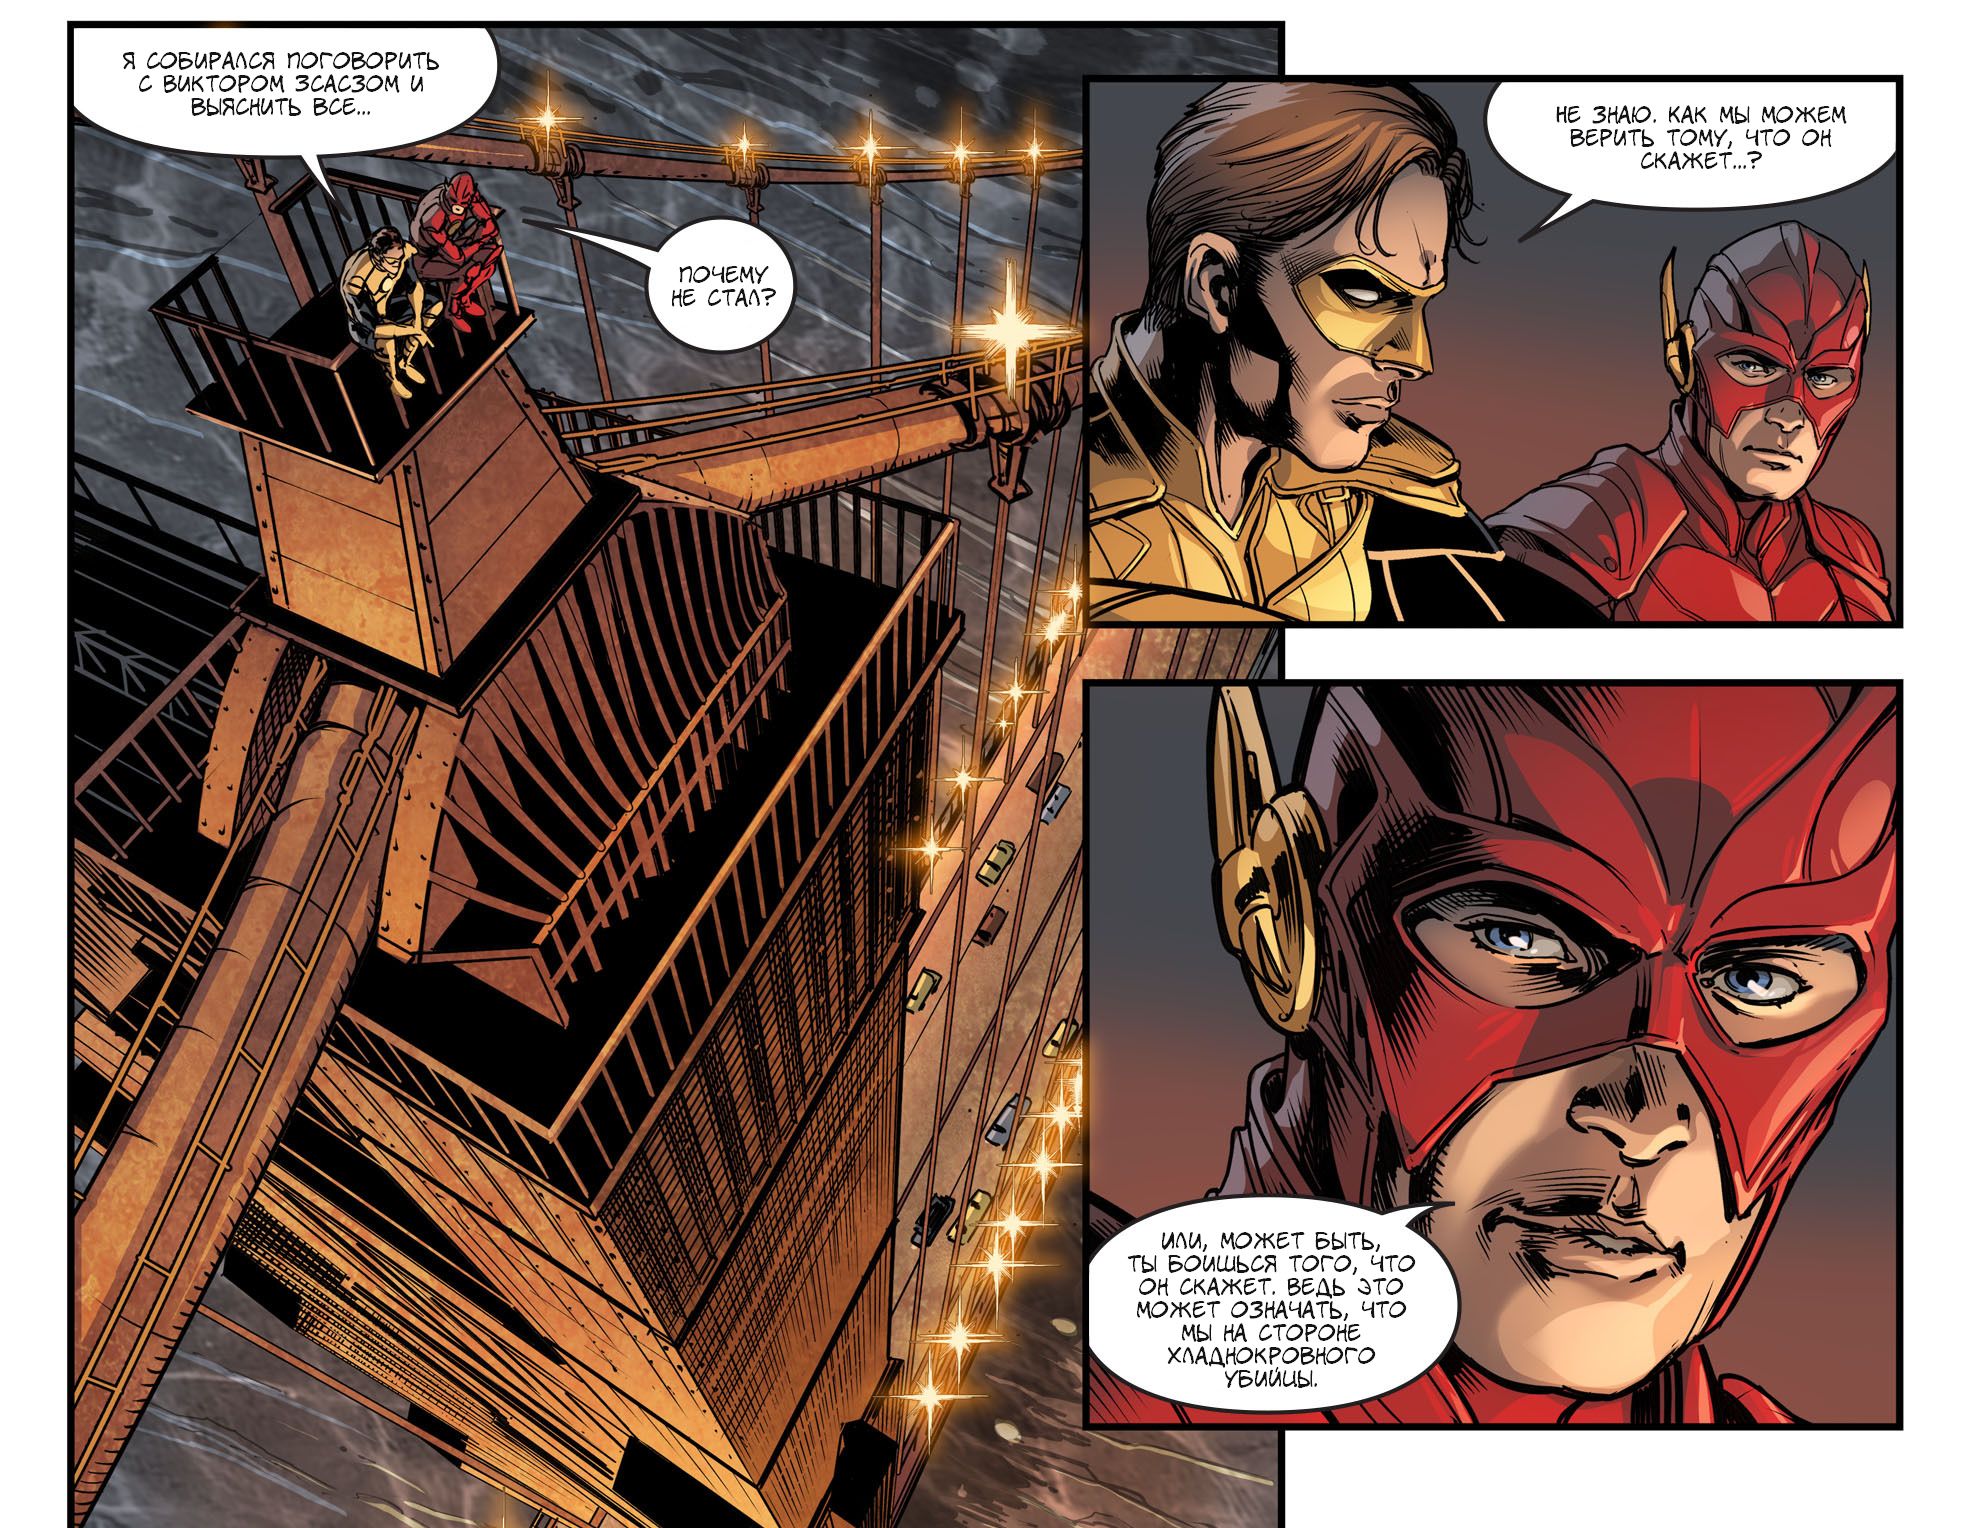 Я СОБИРАЛСЯ ПОГОВОРИТЬ
С ВИКТОРОМ ЗСАСЗОМ И
ВЫЯСНИТЬ ВСЕ...
ПОЧЕМУ
НЕ СТАЛ?
НЕ ЗНАЮ. КАК МЫ МОЖЕМ
ВЕРИТЬ ТОМУ, ЧТО ОН
СКАЖЕТ...?
ИЛИ, МОЖЕТ БЫТЬ,
ТЫ БОИШЬСЯ ТОГО, ЧТО
ОН СКАЖЕТ. ВЕДЬ ЭТО
МОЖЕТ ОЗНАЧАТЬ, ЧТО
МЫ НА СТОРОНЕ
ХЛАДНОКРОВНОГО
УБИЙЦЫ.